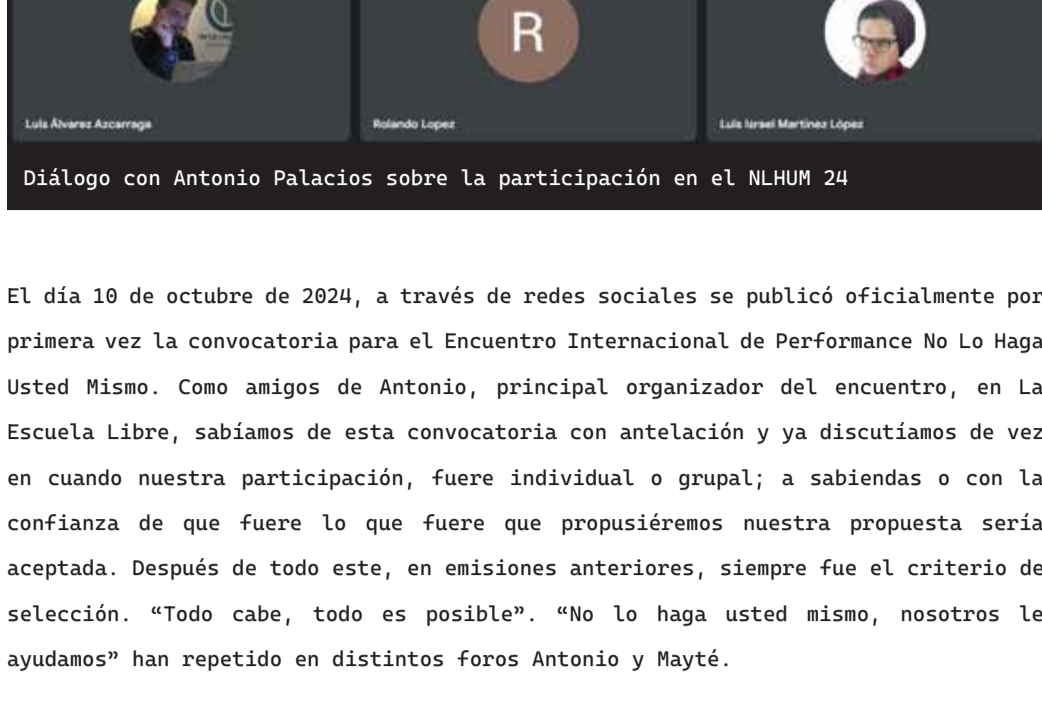 R
Luis Álvarez Azcarraga
Rolando Lopez
Luis Israel Martínez López
Diálogo con Antonio Palacios sobre la participación en el NLHUM 24
El día 10 de octubre de 2024, a través de redes sociales se publicó oficialmente por
primera vez la convocatoria para el Encuentro Internacional de Performance No Lo Haga
Usted Mismo. Como amigos de Antonio, principal organizador del encuentro, en La
Escuela Libre, sabíamos de esta convocatoria con antelación y ya discutíamos de vez
en cuando nuestra participación, fuere individual o grupal; a sabiendas o con la
confianza de que fuere lo que fuere que propusiéremos nuestra propuesta sería
aceptada. Después de todo este, en emisiones anteriores, siempre fue el criterio de
selección. “Todo cabe, todo es posible”. “No lo haga usted mismo, nosotros le
ayudamos” han repetido en distintos foros Antonio y Mayté.